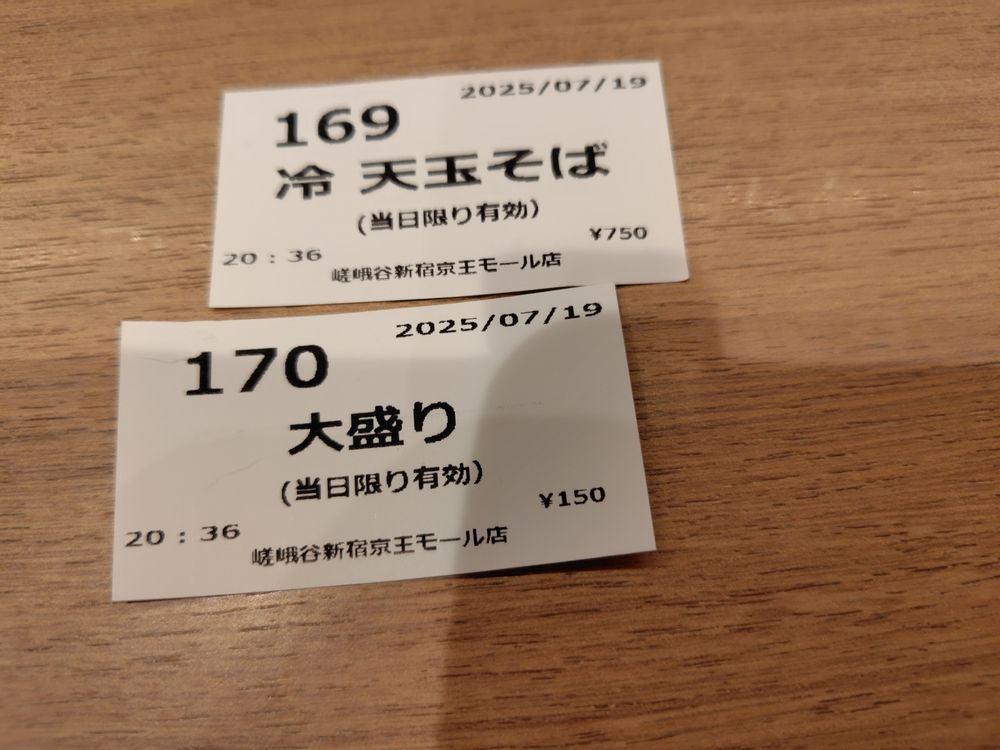 2025/07/19
169
冷 天玉そば
(当日限り有効)
¥750
20:36
嵯峨谷新宿京王モール店
2025/07/19
170
大盛り
(当日限り有効)
¥150
20:36
嵯峨谷新宿京王モール店